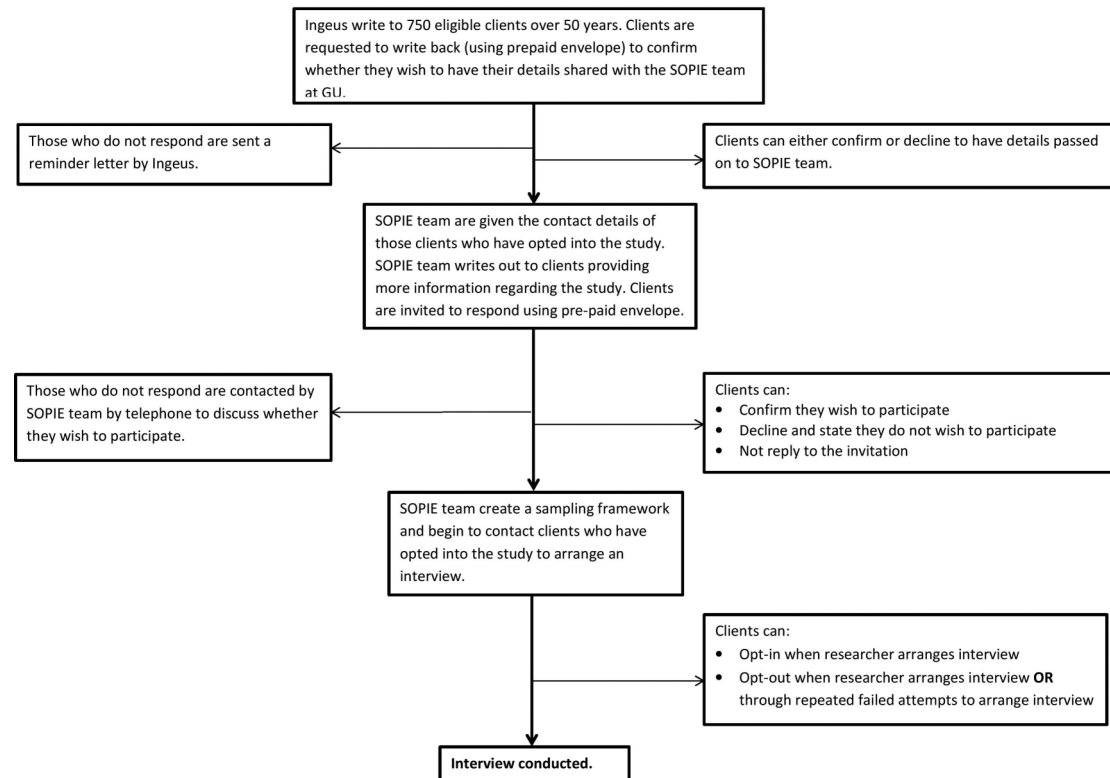 Ingeus write to 750 eligible clients over 50 years. Clients are
requested to write back (using prepaid envelope) to confirm
whether they wish to have their details shared with the SOPIE team
at GU.
Those who do not respond are sent a
reminder letter by Ingeus.
Clients can either confirm or decline to have details passed
on to SOPIE team.
SOPIE team are given the contact details of
those clients who have opted into the study.
SOPIE team writes out to clients providing
more information regarding the study. Clients
are invited to respond using pre-paid envelope.
Those who do not respond are contacted by
SOPIE team by telephone to discuss whether
they wish to participate.
Clients can:
• Confirm they wish to participate
• Decline and state they do not wish to participate
• Not reply to the invitation
SOPIE team create a sampling framework
and begin to contact clients who have
opted into the study to arrange an
interview.
Clients can:
• Opt-in when researcher arranges interview
• Opt-out when researcher arranges interview OR
through repeated failed attempts to arrange interview
Interview conducted.